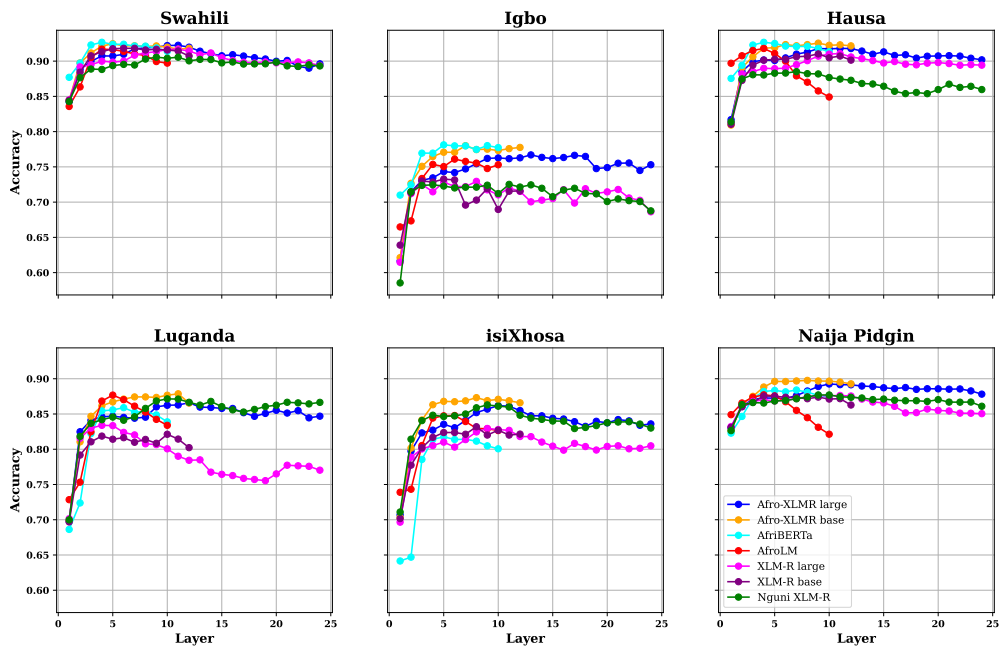 Swahili
Igbo
Hausa
Accuracy
0.90
0.85
0.80
0.75
0.70
0.65
0.60
Luganda
isiXhosa
Naija Pidgin
Accuracy
0.90
0.85
0.80
0.75
0.70
0.65
0.60
Afro-XLMR large
Afro-XLMR base
AfriBERTa
AfroLM
XLM-R large
XLM-R base
Nguni XLM-R
0 5 10 15 20 25
0 5 10 15 20 25
0 5 10 15 20 25
Layer
Layer
Layer